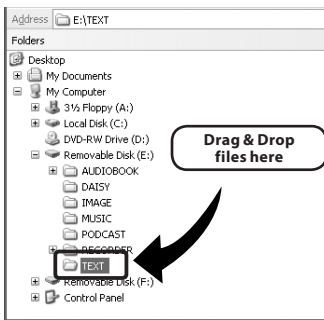 Address E:\TEXT
Folders
Desktop
My Documents
My Computer
3½ Floppy (A:)
Local Disk (C:)
DVD-RW Drive (D:)
Removable Disk (E:)
AUDIOBOOK
DAISY
IMAGE
MUSIC
PODCAST
RECORDER
TEXT
Removable Disk (F:)
Control Panel
Drag & Drop
files here